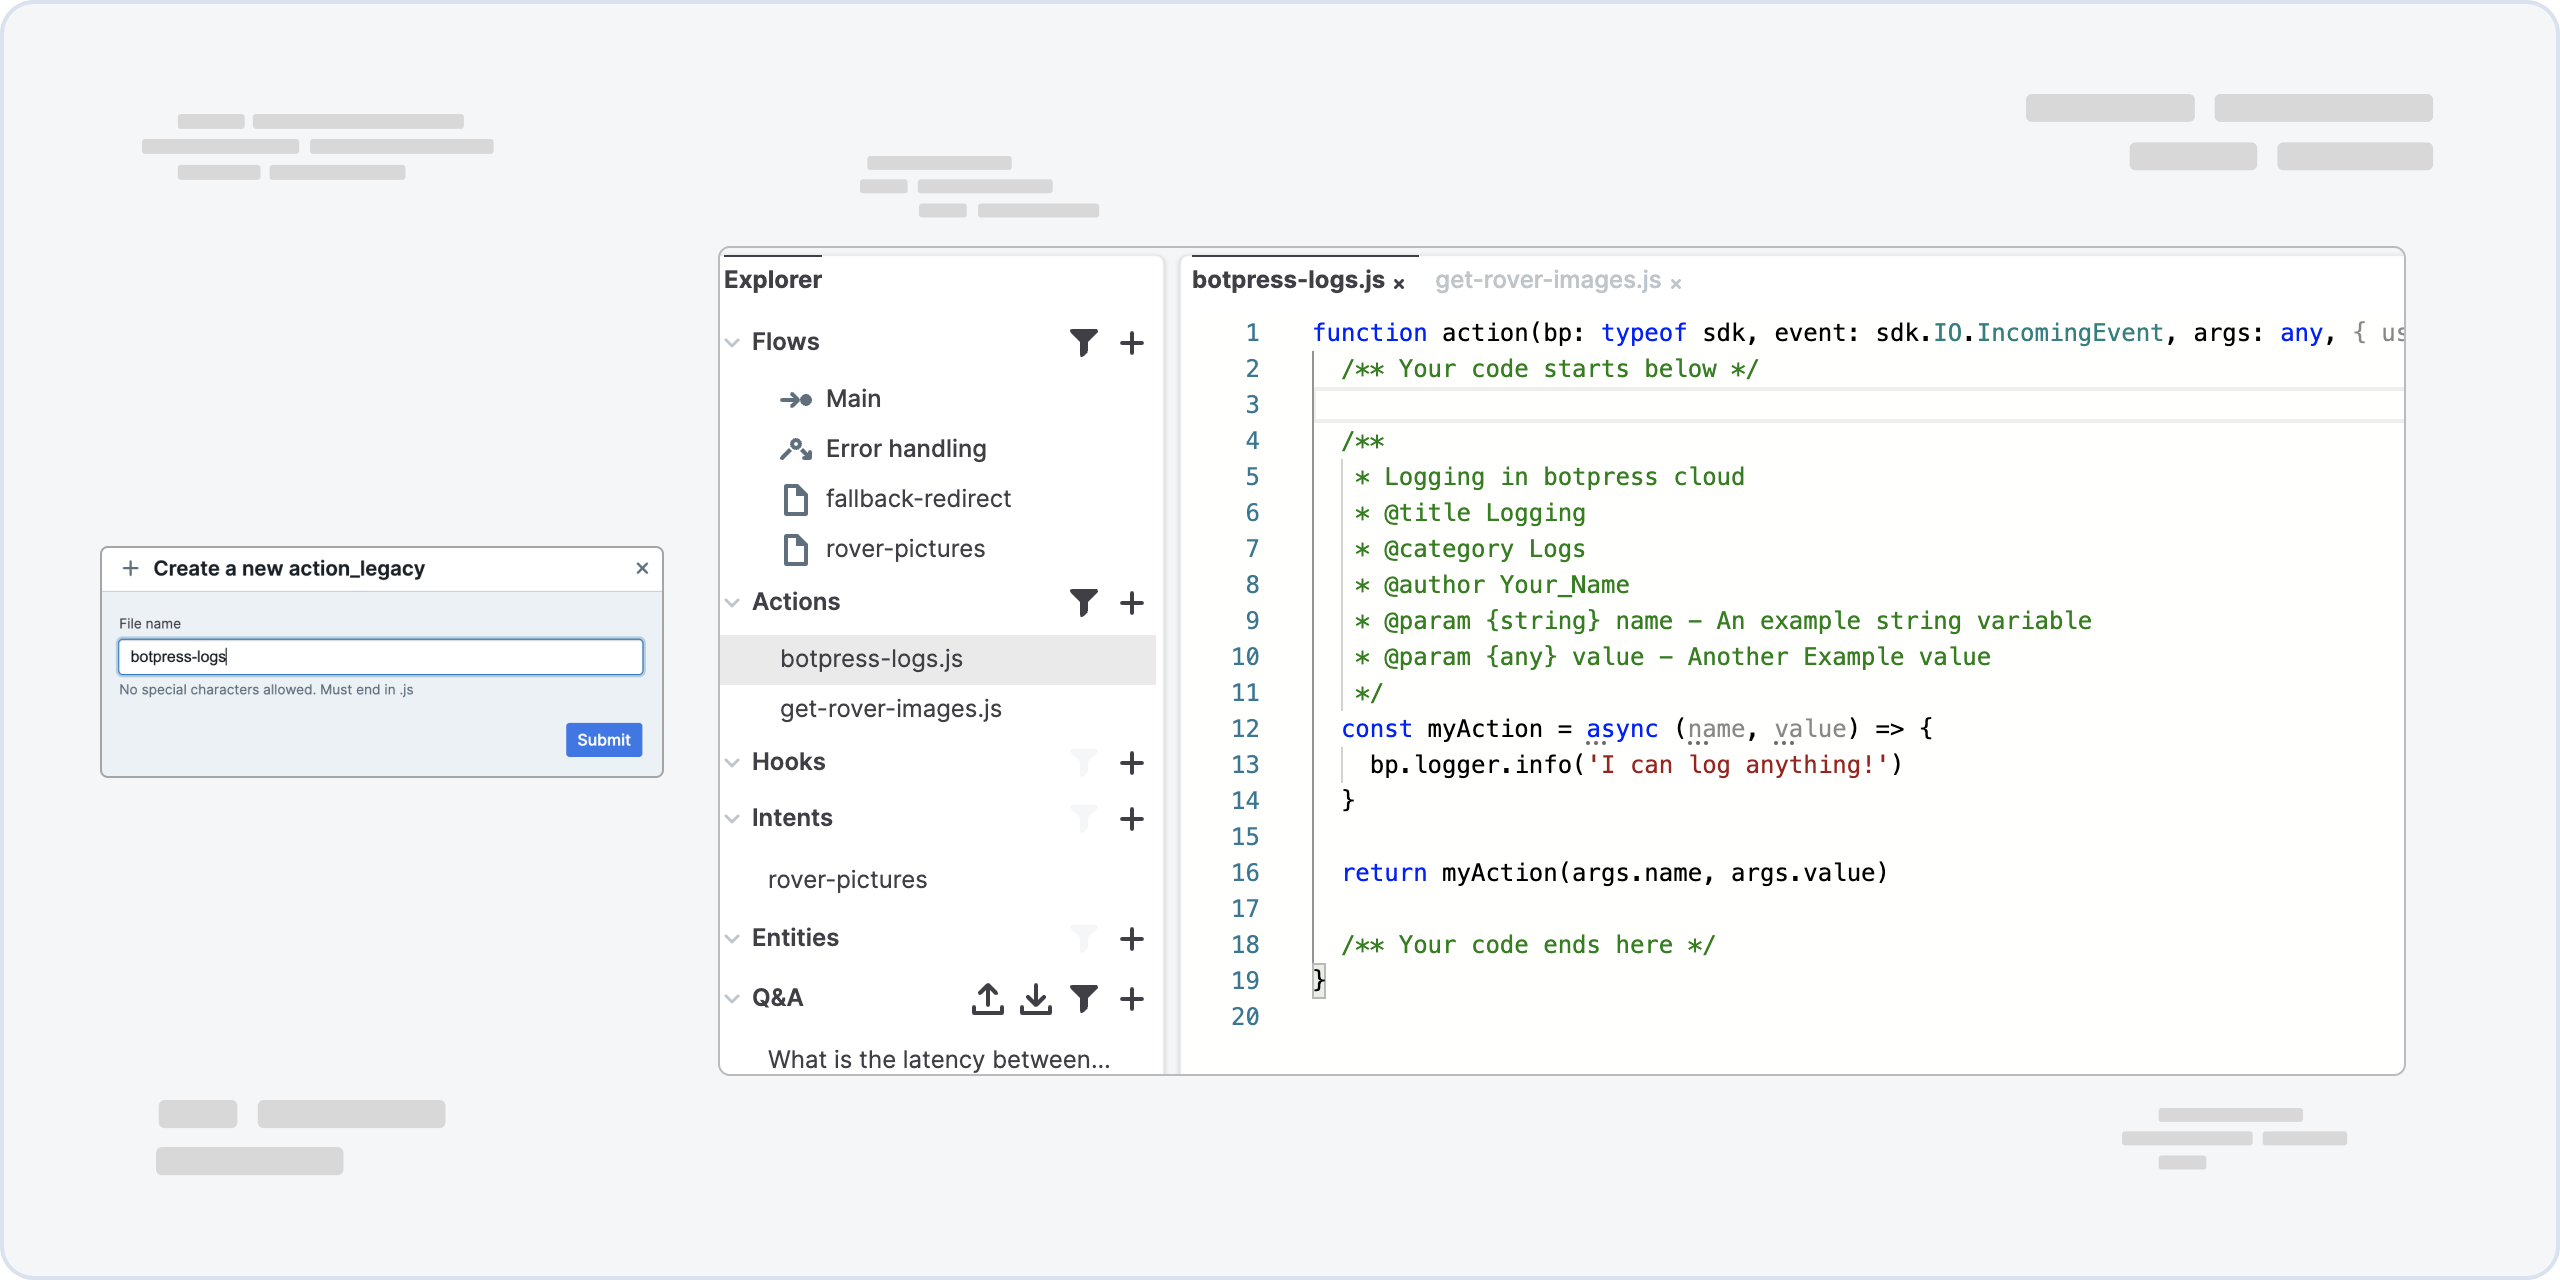 Create a new action_legacy
File name
botpress-logs
No special characters allowed. Must end in .js
Submit
Explorer
Flows
Main
Error handling
fallback-redirect
rover-pictures
Actions
botpress-logs.js
get-rover-images.js
Hooks
Intents
rover-pictures
Entities
Q&A
What is the latency between...
botpress-logs.js × get-rover-images.js ×
1 function action(bp: typeof sdk, event: sdk.IO.IncomingEvent, args: any, { us
2 /** Your code starts below */
3
4 /**
5 * Logging in botpress cloud
6 * @title Logging
7 * @category Logs
8 * @author Your_Name
9 * @param {string} name - An example string variable
10 * @param {any} value - Another Example value
11 */
12 const myAction = async (name, value) => {
13 bp.logger.info('I can log anything!')
14 }
15
16 return myAction(args.name, args.value)
17
18 /** Your code ends here */
19 }
20